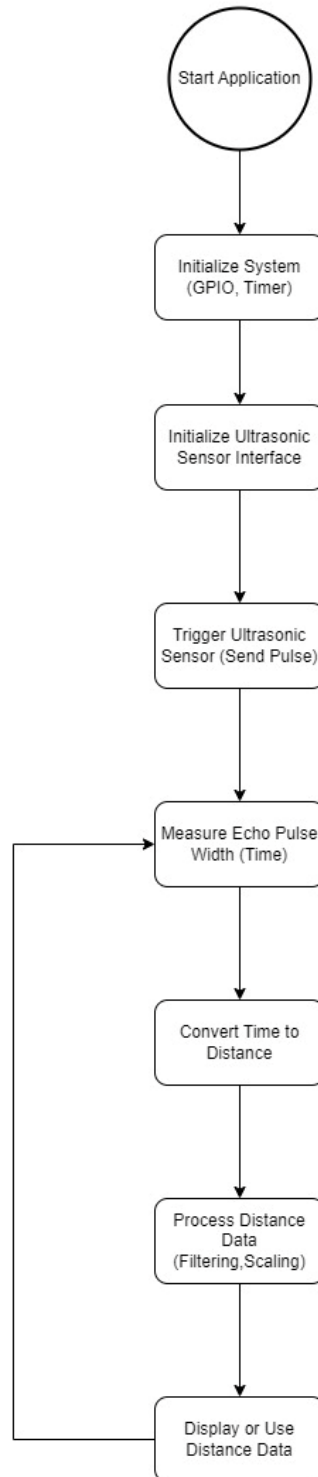 Start Application
Initialize System
(GPIO, Timer)
Initialize Ultrasonic
Sensor Interface
Trigger Ultrasonic
Sensor (Send Pulse)
Measure Echo Pulse
Width (Time)
Convert Time to
Distance
Process Distance
Data
(Filtering,Scaling)
Display or Use
Distance Data